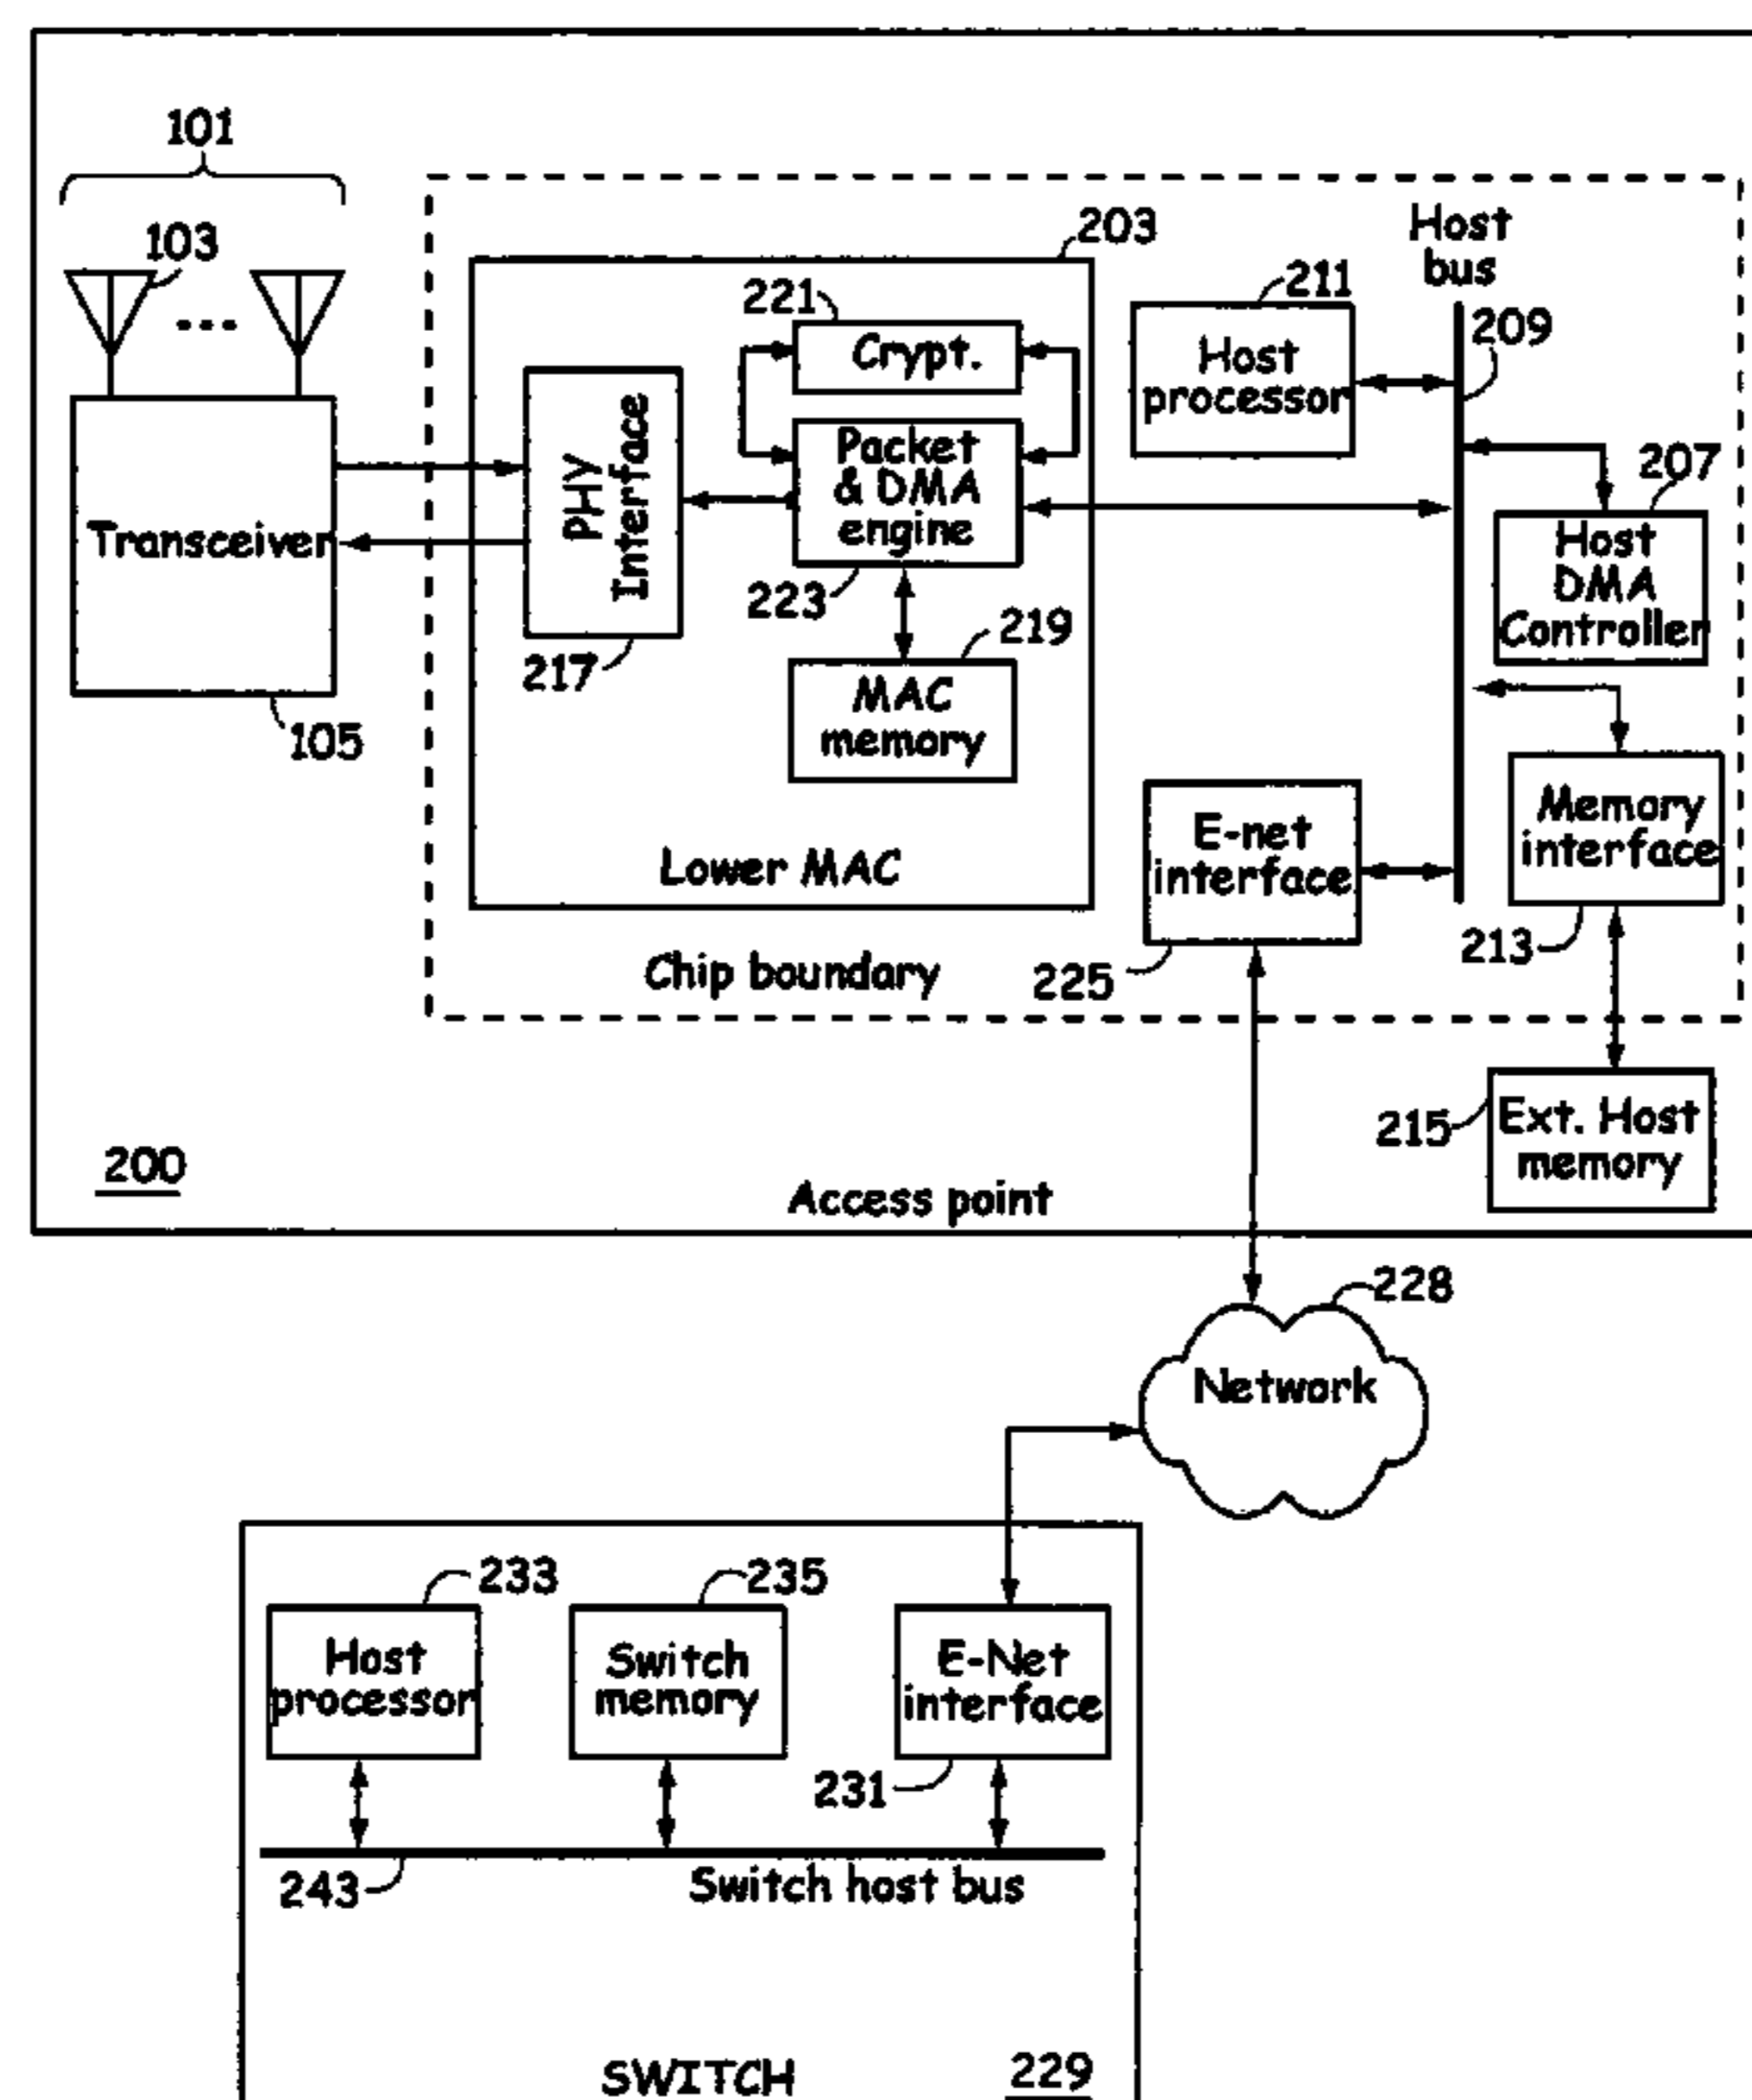 101
103
203
Host
bus
221
211
209
Crypt.
Host
processor
PHY
Interface
Packet
& DMA
engine
207
Transceiver
Host
DMA
Controller
223
219
217
MAC
memory
105
Memory
interface
E-net
interface
Lower MAC
213
Chip boundary
225
215
Ext. Host
memory
200
Access point
228
Network
233
235
Host
processor
Switch
memory
E-Net
interface
231
243
Switch host bus
SWITCH
229